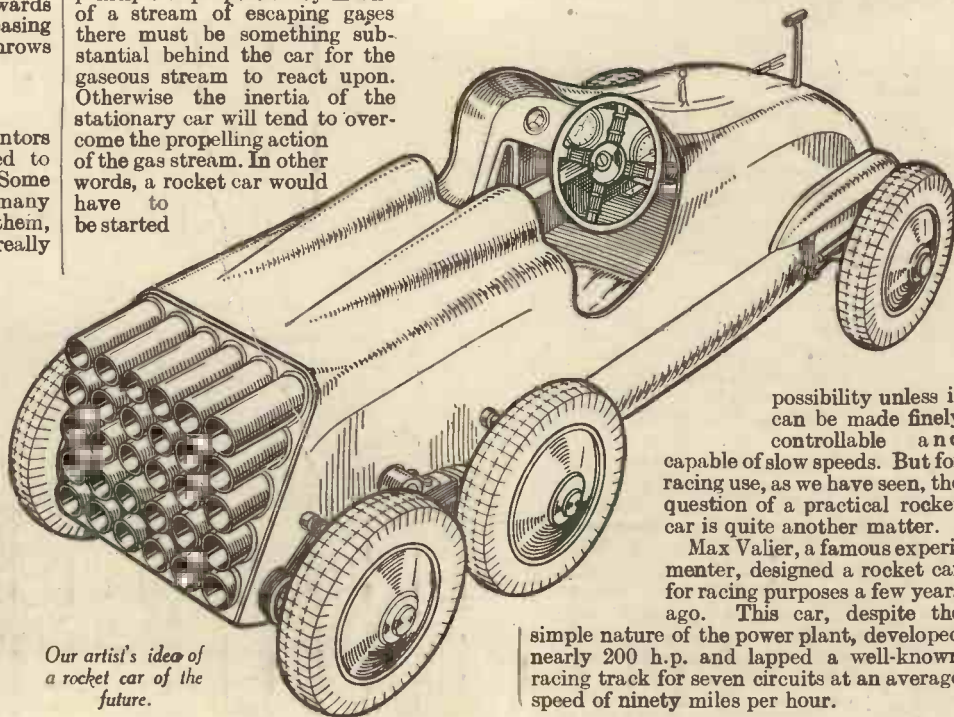 wards
easing
hrows
ntors
ed to
Some
many
them,
really
of a stream of escaping gases
there must be something sub-
stantial behind the car for the
gaseous stream to react upon.
Otherwise the inertia of the
stationary car will tend to over-
come the propelling action
of the gas stream. In other
words, a rocket car would
have to
be started
Our artist's idea of
a rocket car of the
future.
possibility unless i
can be made finely
controllable and
capable of slow speeds. But fo
racing use, as we have seen, the
question of a practical rocke
car is quite another matter.
Max Valier, a famous experi
menter, designed a rocket car
for racing purposes a few year
ago. This car, despite the
simple nature of the power plant, developed
nearly 200 h.p. and lapped a well-known
racing track for seven circuits at an average
speed of ninety miles per hour.